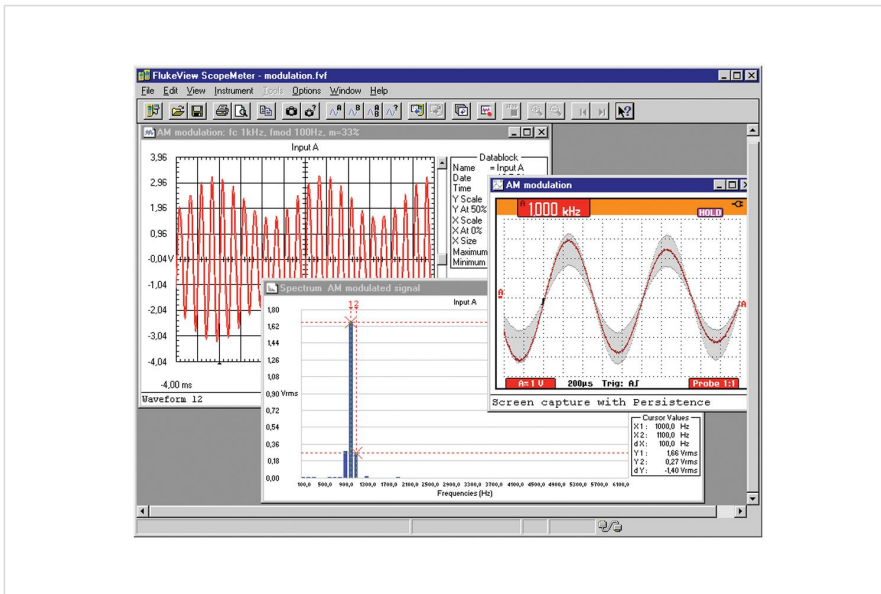 FlukeView ScopeMeter - modulation.fvf
File Edit View Instrument Tools Options Window Help
AM modulation: fc 1kHz, fmod 100Hz, m=33%
Input A
3,96
2,96
1,96
0,96
-0,04 V
-1,04
-2,04
-3,04
-4,04
-4,00 ms
Waveform 12
Datablock
Name = Input A
Date
Time
Y Scale
Y At 50%
X Scale
X At 0%
X Size
Maximum
Minimum
AM modulation
A 1000 kHz
HOLD
A
A
A= 1 V 200µs Trig: A Probe 1:1
Screen capture with Persistence
Spectrum AM modulated signal
Input A
1 2
1,80
1,62
1,44
1,26
1,08
0,90 Vrms
0,72
0,54
0,36
0,18
0,00
100,0 500,0 900,0 1300,0 1700,0 2100,0 2500,0 2900,0 3300,0 3700,0 4100,0 4500,0 4900,0 5300,0 5700,0 6100,0
Frequencies (Hz)
Cursor Values
X1: 1000,0 Hz
X2: 1100,0 Hz
dX: 100,0 Hz
Y1: 1,66 Vrms
Y2: 0,27 Vrms
dY: -1,40 Vrms